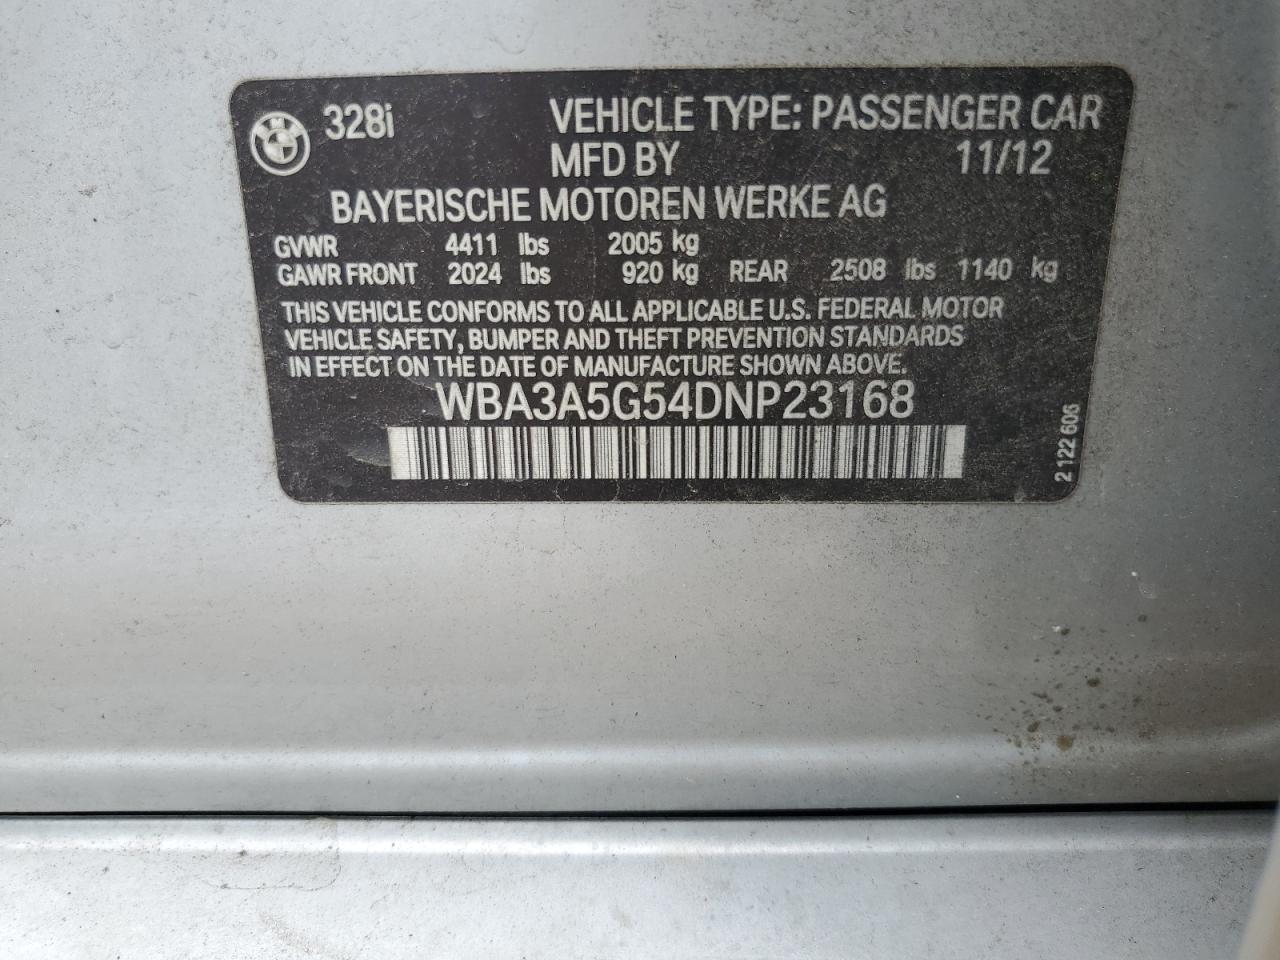 328i VEHICLE TYPE: PASSENGER CAR
MFD BY 11/12
BAYERISCHE MOTOREN WERKE AG
GVWR 4411 lbs 2005 kg
GAWR FRONT 2024 lbs 920 kg REAR 2508 lbs 1140 kg
THIS VEHICLE CONFORMS TO ALL APPLICABLE U.S. FEDERAL MOTOR
VEHICLE SAFETY, BUMPER AND THEFT PREVENTION STANDARDS
IN EFFECT ON THE DATE OF MANUFACTURE SHOWN ABOVE.
WBA3A5G54DNP23168
2 122 606